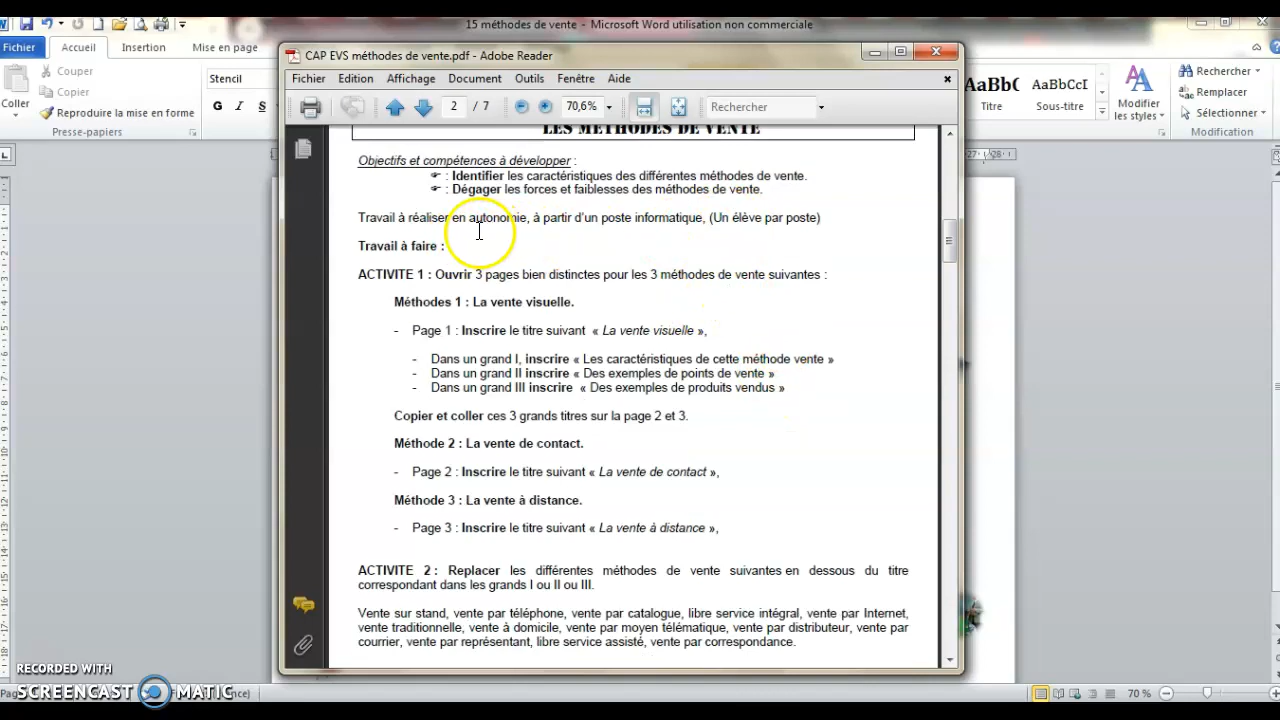 15 méthodes de vente - Microsoft Word utilisation non commerciale
Fichier Accueil Insertion Mise en page
Couper
Copier
Reproduire la mise en forme
Coller
Presse-papiers
Stencil
G I S
CAP EVS méthodes de vente.pdf - Adobe Reader
Fichier Edition Affichage Document Outils Fenêtre Aide
2 / 7 70,6% Rechercher
AaBb( AaBbCcI
Titre Sous-titre
Modifier les styles
Rechercher
Remplacer
Sélectionner
Modification
27 28
LES METHODES DE VENTE
Objectifs et compétences à développer :
☛ : Identifier les caractéristiques des différentes méthodes de vente.
☛ : Dégager les forces et faiblesses des méthodes de vente.
Travail à réaliser en autonomie, à partir d'un poste informatique, (Un élève par poste)
Travail à faire :
ACTIVITE 1 : Ouvrir 3 pages bien distinctes pour les 3 méthodes de vente suivantes :
Méthodes 1 : La vente visuelle.
- Page 1 : Inscrire le titre suivant « La vente visuelle »,
- Dans un grand I, inscrire « Les caractéristiques de cette méthode vente »
- Dans un grand II inscrire « Des exemples de points de vente »
- Dans un grand III inscrire « Des exemples de produits vendus »
Copier et coller ces 3 grands titres sur la page 2 et 3.
Méthode 2 : La vente de contact.
- Page 2 : Inscrire le titre suivant « La vente de contact »,
Méthode 3 : La vente à distance.
- Page 3 : Inscrire le titre suivant « La vente à distance »,
ACTIVITE 2 : Replacer les différentes méthodes de vente suivantes en dessous du titre
correspondant dans les grands I ou II ou III.
Vente sur stand, vente par téléphone, vente par catalogue, libre service intégral, vente par Internet,
vente traditionnelle, vente à domicile, vente par moyen télématique, vente par distributeur, vente par
courrier, vente par représentant, libre service assisté, vente par correspondance.
RECORDED WITH
SCREENCAST MATIC
70 %